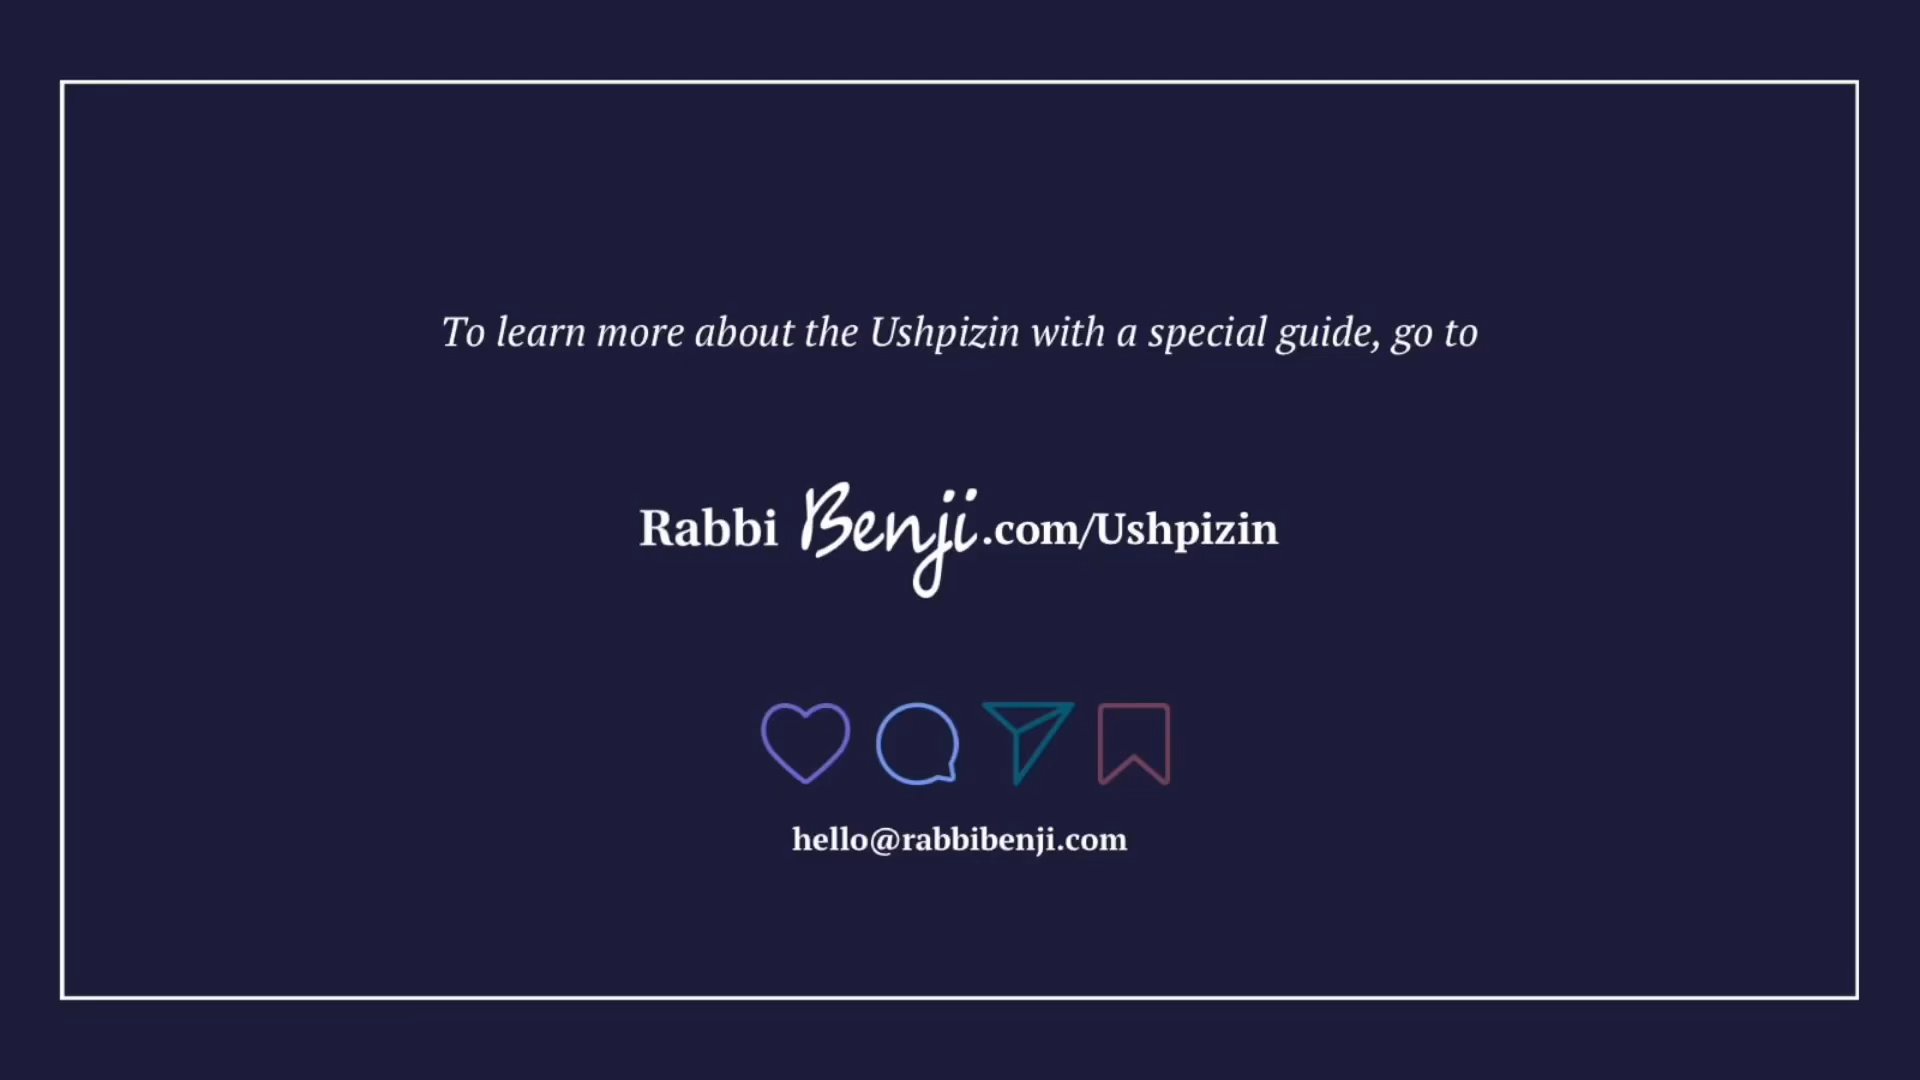 To learn more about the Ushpizin with a special guide, go to
Rabbi Benji.com/Ushpizin
hello@rabbibenji.com